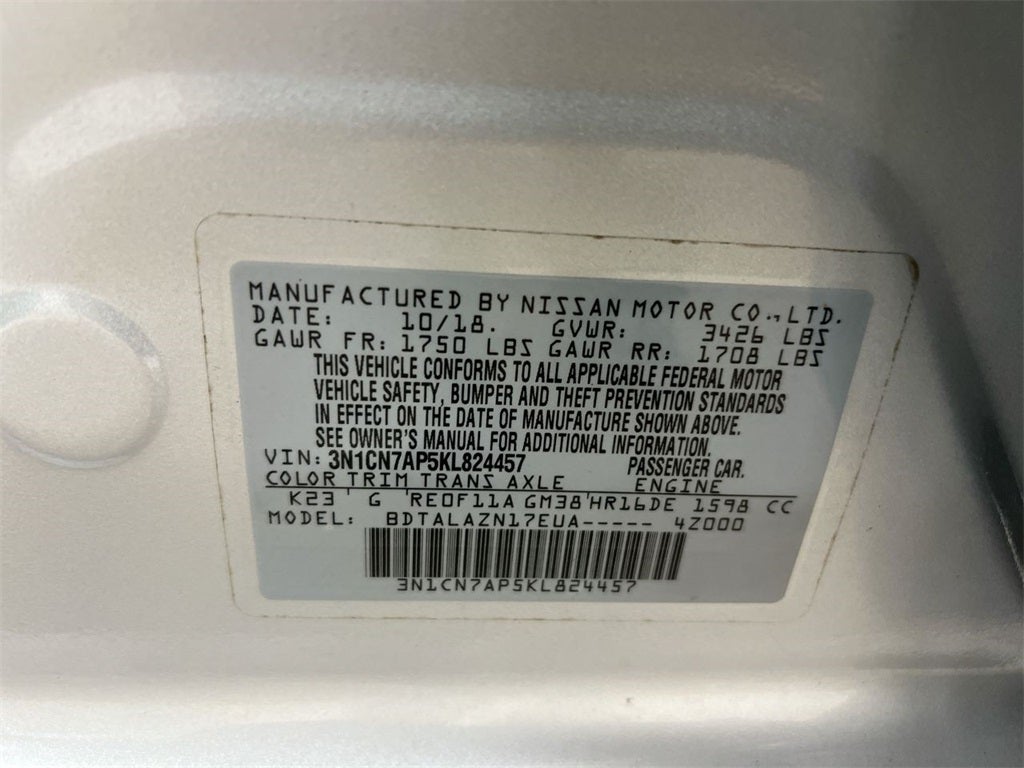 MANUFACTURED BY NISSAN MOTOR CO.,LTD.
DATE: 10/18. GVWR: 3426 LBS
GAWR FR: 1750 LBS GAWR RR: 1708 LBS
THIS VEHICLE CONFORMS TO ALL APPLICABLE FEDERAL MOTOR
VEHICLE SAFETY, BUMPER AND THEFT PREVENTION STANDARDS
IN EFFECT ON THE DATE OF MANUFACTURE SHOWN ABOVE.
SEE OWNER'S MANUAL FOR ADDITIONAL INFORMATION.
VIN: 3N1CN7AP5KL824457 PASSENGER CAR.
COLOR TRIM TRANS AXLE ENGINE
K23 ' G 'RE0F11A GM38'HR16DE 1598 CC
MODEL: BDTALAZN17EUA----- 4Z000
3N1CN7AP5KL824457